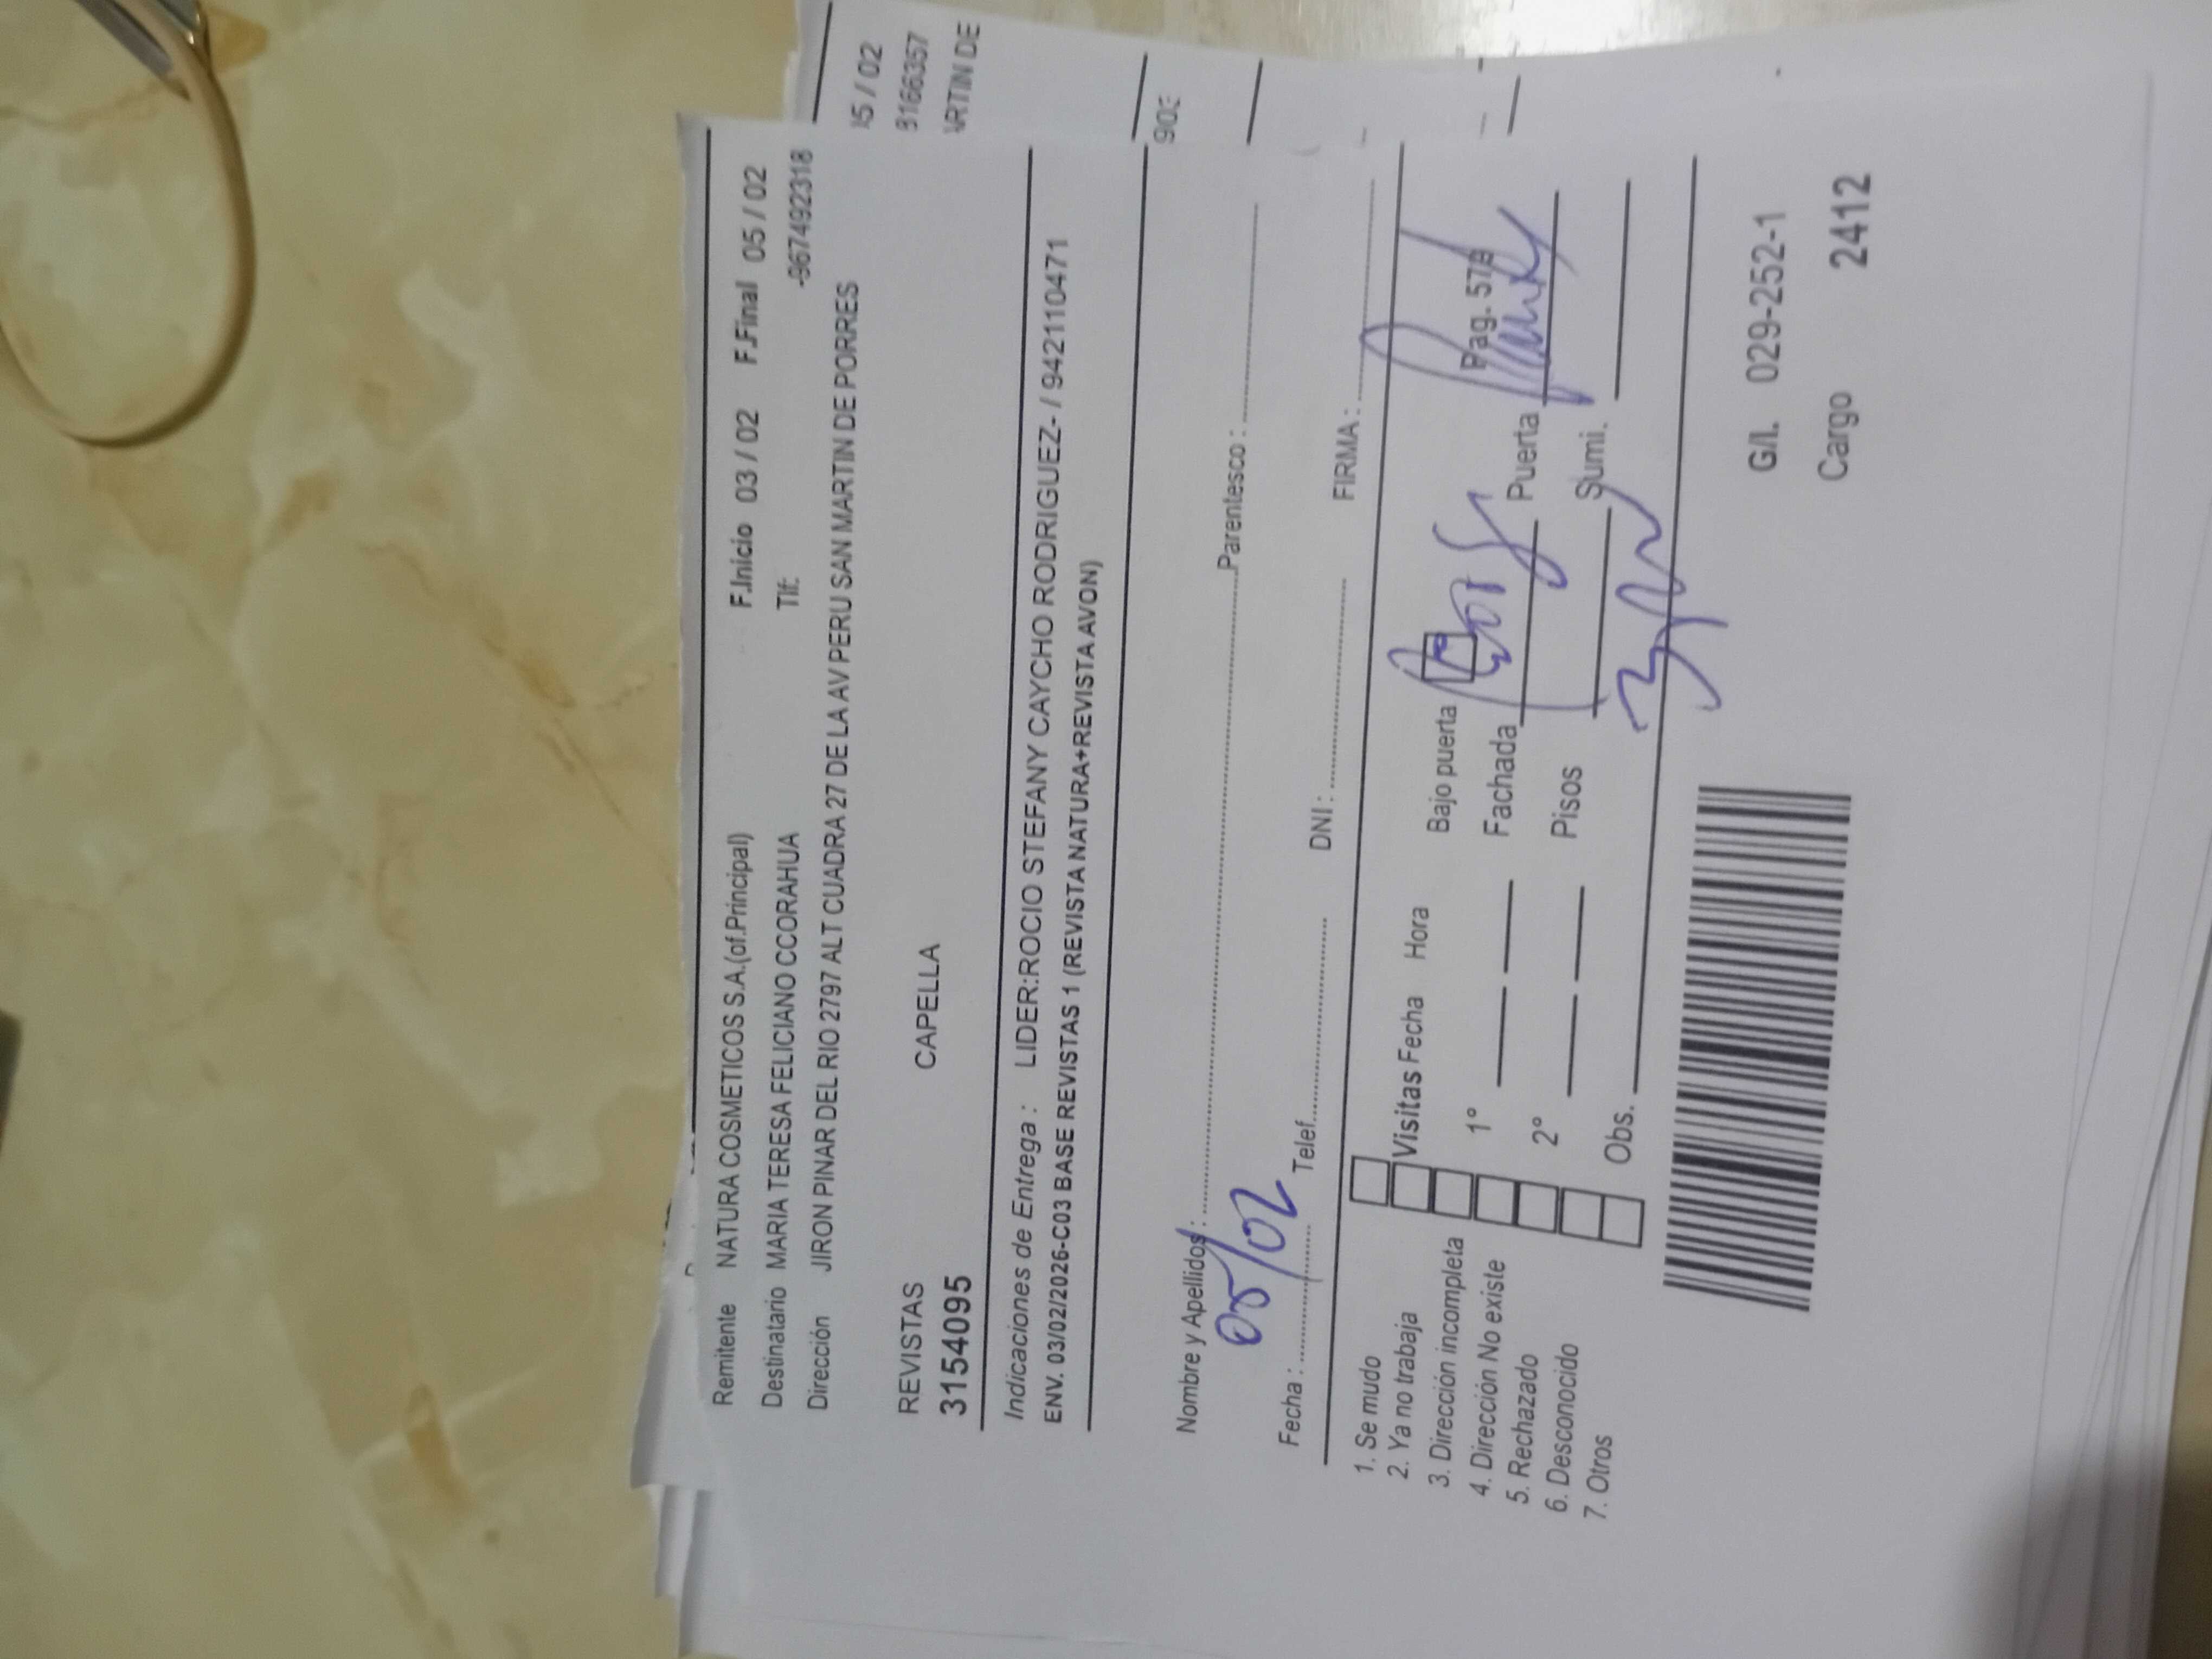 Remitente NATURA COSMETICOS S.A.(of.Principal) F.Inicio 03 / 02 F.Final 05 / 02
Destinatario MARIA TERESA FELICIANO CCORAHUA Tlf: -967492318
Dirección JIRON PINAR DEL RIO 2797 ALT CUADRA 27 DE LA AV PERU SAN MARTIN DE PORRES
REVISTAS CAPELLA
3154095
Indicaciones de Entrega : LIDER:ROCIO STEFANY CAYCHO RODRIGUEZ- / 942110471
ENV. 03/02/2026-C03 BASE REVISTAS 1 (REVISTA NATURA+REVISTA AVON)
Nombre y Apellidos : Parentesco :
05/02
Fecha : Telef. DNI : FIRMA :
1. Se mudo
2. Ya no trabaja
3. Dirección incompleta
4. Dirección No existe
5. Rechazado
6. Desconocido
7. Otros
Visitas Fecha Hora Bajo puerta Pag. 579
1° Fachada Puerta
2° Pisos Sumi.
Obs.
G/L 029-252-1
Cargo 2412
/ 02
8166357
RTIN DE